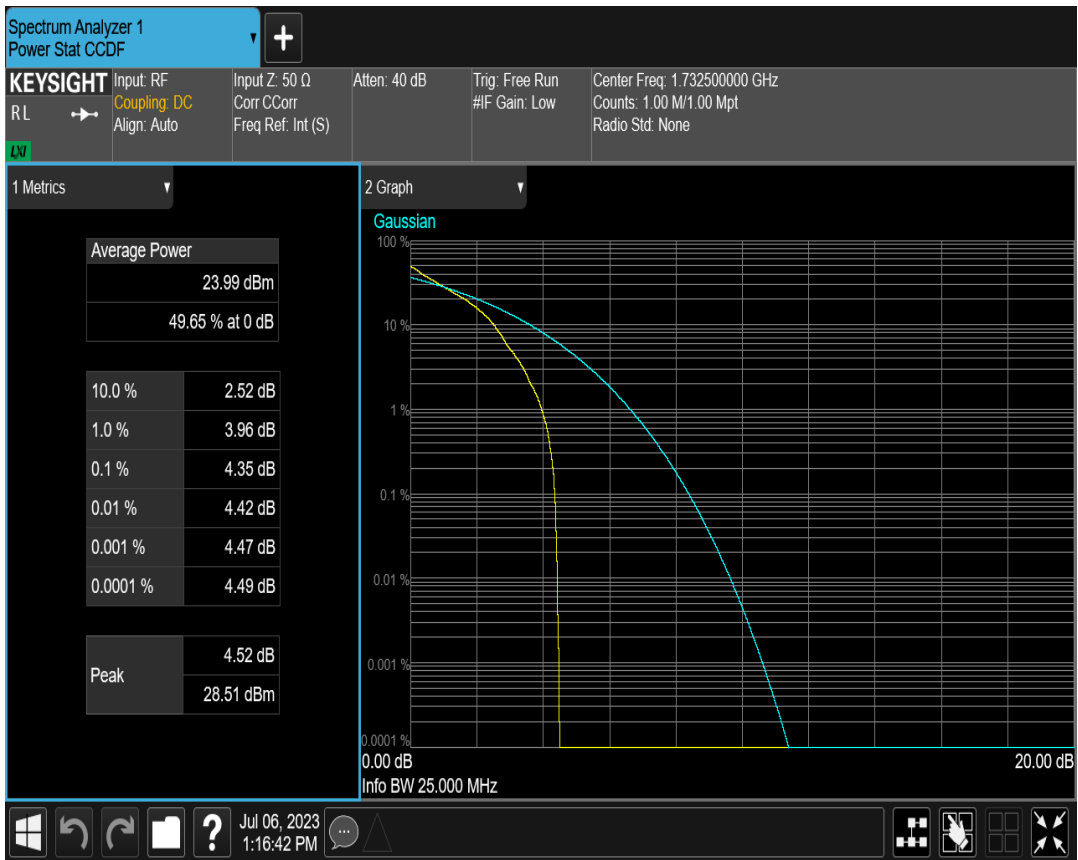 Spectrum Analyzer 1
Power Stat CCDF
KEYSIGHT
RL
LXI
Input: RF
Coupling: DC
Align: Auto
Input Z: 50 Ω
Corr CCorr
Freq Ref: Int (S)
Atten: 40 dB
Trig: Free Run
#IF Gain: Low
Center Freq: 1.732500000 GHz
Counts: 1.00 M/1.00 Mpt
Radio Std: None
1 Metrics
Average Power
23.99 dBm
49.65 % at 0 dB
10.0 % 2.52 dB
1.0 % 3.96 dB
0.1 % 4.35 dB
0.01 % 4.42 dB
0.001 % 4.47 dB
0.0001 % 4.49 dB
Peak
4.52 dB
28.51 dBm
2 Graph
Gaussian
100 %
10 %
1 %
0.1 %
0.01 %
0.001 %
0.0001 %
0.00 dB 20.00 dB
Info BW 25.000 MHz
Jul 06, 2023
1:16:42 PM